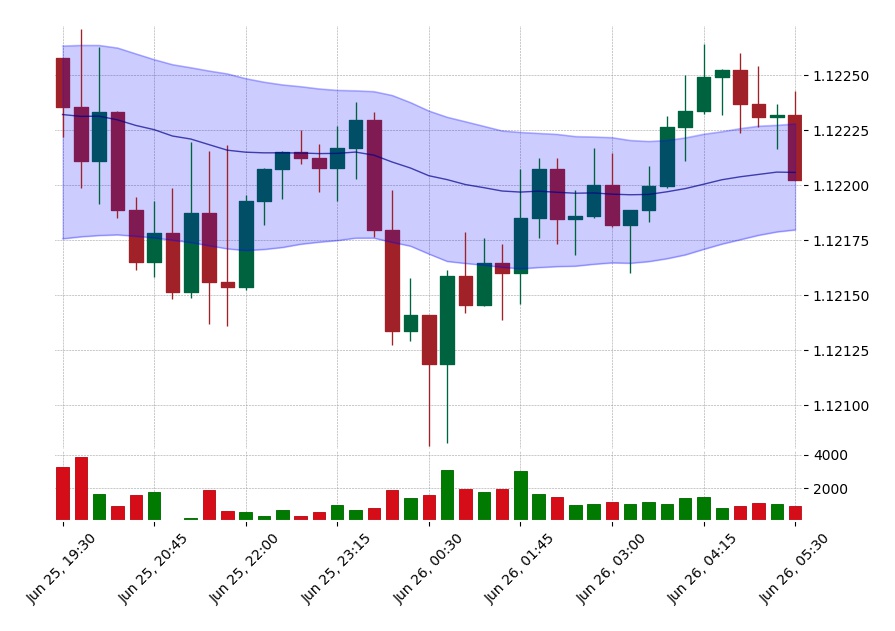 1.12250
1.12225
1.12200
1.12175
1.12150
1.12125
1.12100
4000
2000
Jun 25, 19:30
Jun 25, 20:45
Jun 25, 22:00
Jun 25, 23:15
Jun 26, 00:30
Jun 26, 01:45
Jun 26, 03:00
Jun 26, 04:15
Jun 26, 05:30